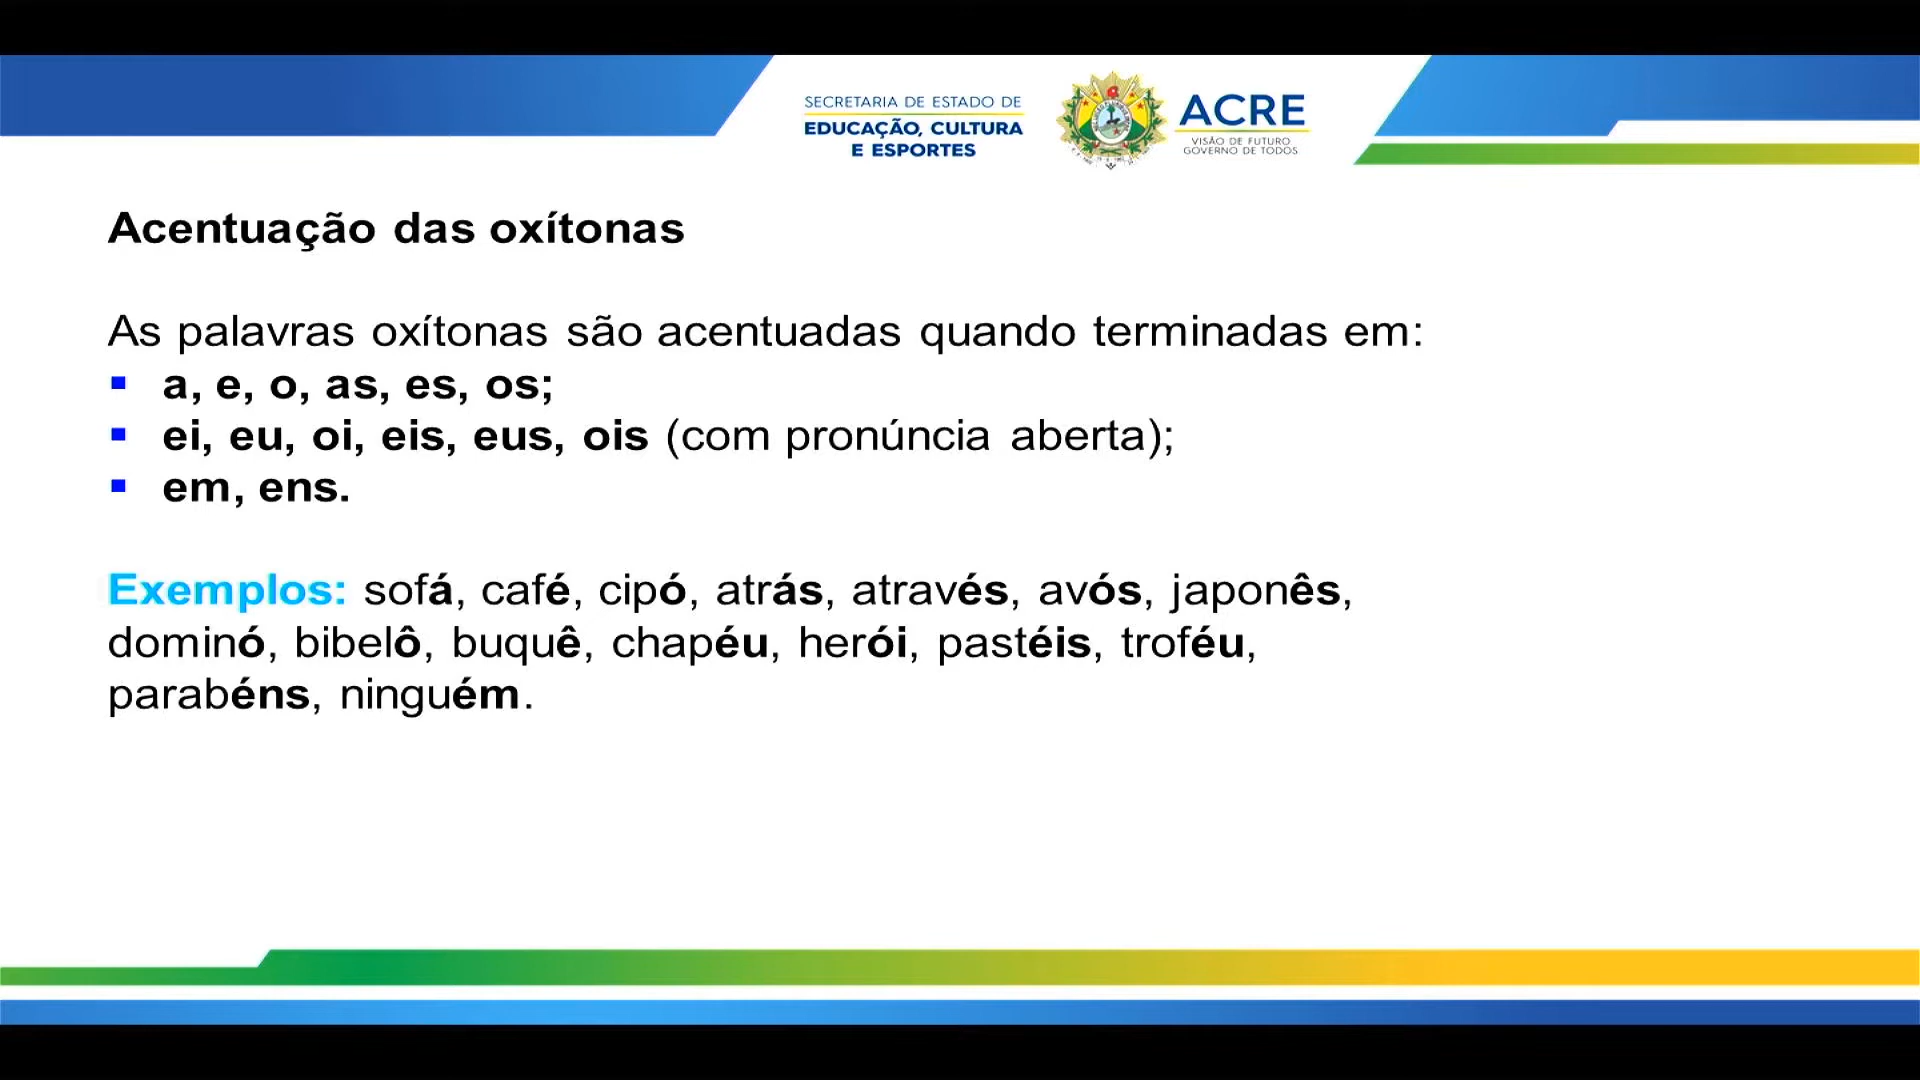 SECRETARIA DE ESTADO DE
EDUCAÇÃO, CULTURA
E ESPORTES
ACRE
VISÃO DE FUTURO
GOVERNO DE TODOS
Acentuação das oxítonas
As palavras oxítonas são acentuadas quando terminadas em:
▪ a, e, o, as, es, os;
▪ ei, eu, oi, eis, eus, ois (com pronúncia aberta);
▪ em, ens.
Exemplos: sofá, café, cipó, atrás, através, avós, japonês,
dominó, bibelô, buquê, chapéu, herói, pastéis, troféu,
parabéns, ninguém.